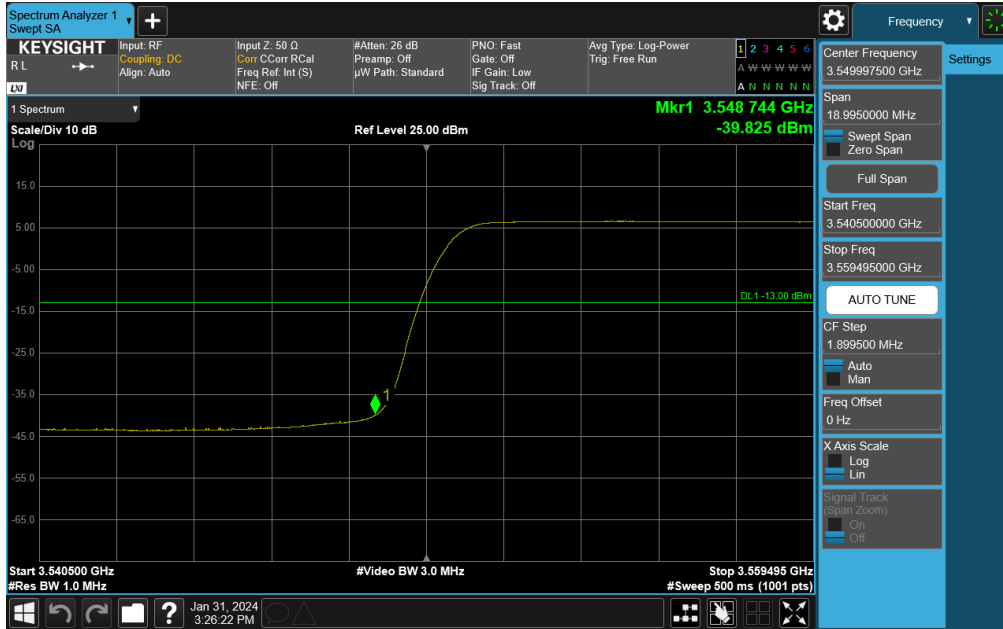 Spectrum Analyzer 1
Swept SA
Frequency
KEYSIGHT
R L
LXI
Input: RF
Coupling: DC
Align: Auto
Input Z: 50 Ω
Corr CCorr RCal
Freq Ref: Int (S)
NFE: Off
#Atten: 26 dB
Preamp: Off
µW Path: Standard
PNO: Fast
Gate: Off
IF Gain: Low
Sig Track: Off
Avg Type: Log-Power
Trig: Free Run
1 2 3 4 5 6
A W W W W W
A N N N N N
Center Frequency
3.549997500 GHz
Settings
Span
18.9950000 MHz
Swept Span
Zero Span
Full Span
Start Freq
3.540500000 GHz
Stop Freq
3.559495000 GHz
AUTO TUNE
CF Step
1.899500 MHz
Auto
Man
Freq Offset
0 Hz
X Axis Scale
Log
Lin
Signal Track
(Span Zoom)
On
Off
1 Spectrum
Mkr1 3.548 744 GHz
Scale/Div 10 dB
Ref Level 25.00 dBm
-39.825 dBm
Log
15.0
5.00
-5.00
DL1 -13.00 dBm
-15.0
-25.0
-35.0
1
-45.0
-55.0
-65.0
Start 3.540500 GHz
#Video BW 3.0 MHz
Stop 3.559495 GHz
#Res BW 1.0 MHz
#Sweep 500 ms (1001 pts)
?
Jan 31, 2024
3:26:22 PM